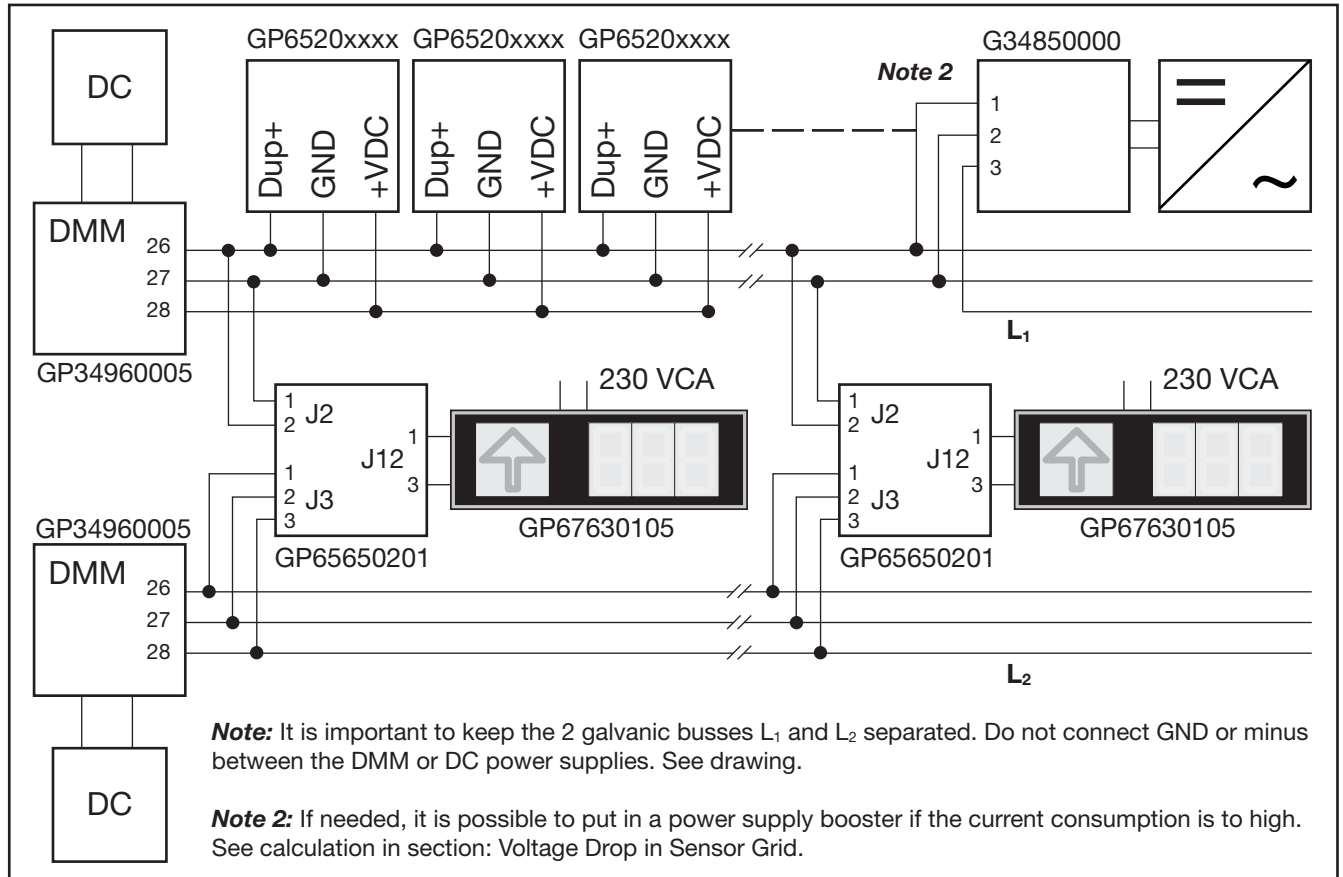 GP6520xxxx GP6520xxxx GP6520xxxx
G34850000
DC
Note 2
Dup+
GND
+VDC
Dup+
GND
+VDC
Dup+
GND
+VDC
1
2
3
DMM
26
27
28
GP34960005
L₁
230 VCA
230 VCA
1
2
J2
1
2
3
J3
J12
1
3
GP65650201
GP67630105
1
2
J2
1
2
3
J3
J12
1
3
GP65650201
GP67630105
GP34960005
DMM
26
27
28
L₂
DC
Note: It is important to keep the 2 galvanic busses L₁ and L₂ separated. Do not connect GND or minus
between the DMM or DC power supplies. See drawing.
Note 2: If needed, it is possible to put in a power supply booster if the current consumption is to high.
See calculation in section: Voltage Drop in Sensor Grid.